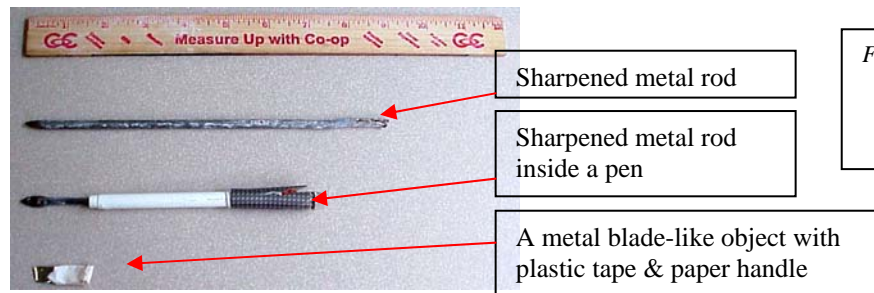 Measure Up with Co-op
Sharpened metal rod
F
Sharpened metal rod
inside a pen
A metal blade-like object with
plastic tape & paper handle